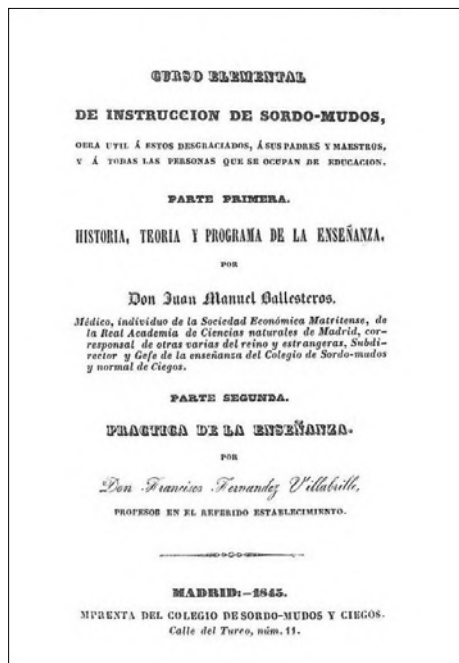 CURSO ELEMENTAL
DE INSTRUCCION DE SORDO-MUDOS,
OBRA UTIL Á ESTOS DESGRACIADOS, Á SUS PADRES Y MAESTROS,
Y Á TODAS LAS PERSONAS QUE SE OCUPAN DE EDUCACION.
PARTE PRIMERA.
HISTORIA, TEORIA Y PROGRAMA DE LA ENSEÑANZA,
POR
Don Juan Manuel Ballesteros.
Médico, individuo de la Sociedad Económica Matritense, de
la Real Academia de Ciencias naturales de Madrid, cor-
responsal de otras varias del reino y estrangeras, Subdi-
rector y Gefe de la enseñanza del Colegio de Sordo-mudos
y normal de Ciegos.
PARTE SEGUNDA.
PRACTICA DE LA ENSEÑANZA.
POR
Don Francisco Fernandez Villabrille,
PROFESOR EN EL REFERIDO ESTABLECIMIENTO.
MADRID:—1845.
IMPRENTA DEL COLEGIO DE SORDO-MUDOS Y CIEGOS.
Calle del Turco, núm. 11.